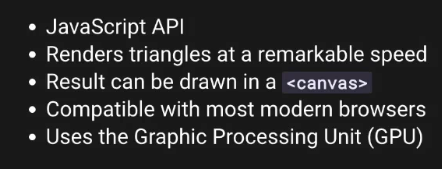 • JavaScript API
• Renders triangles at a remarkable speed
• Result can be drawn in a <canvas>
• Compatible with most modern browsers
• Uses the Graphic Processing Unit (GPU)